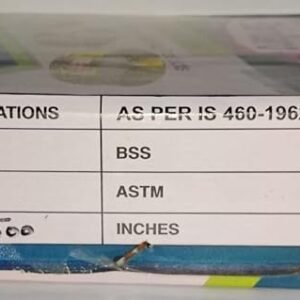 ATIONS AS PER IS 460-196
BSS
ASTM
INCHES